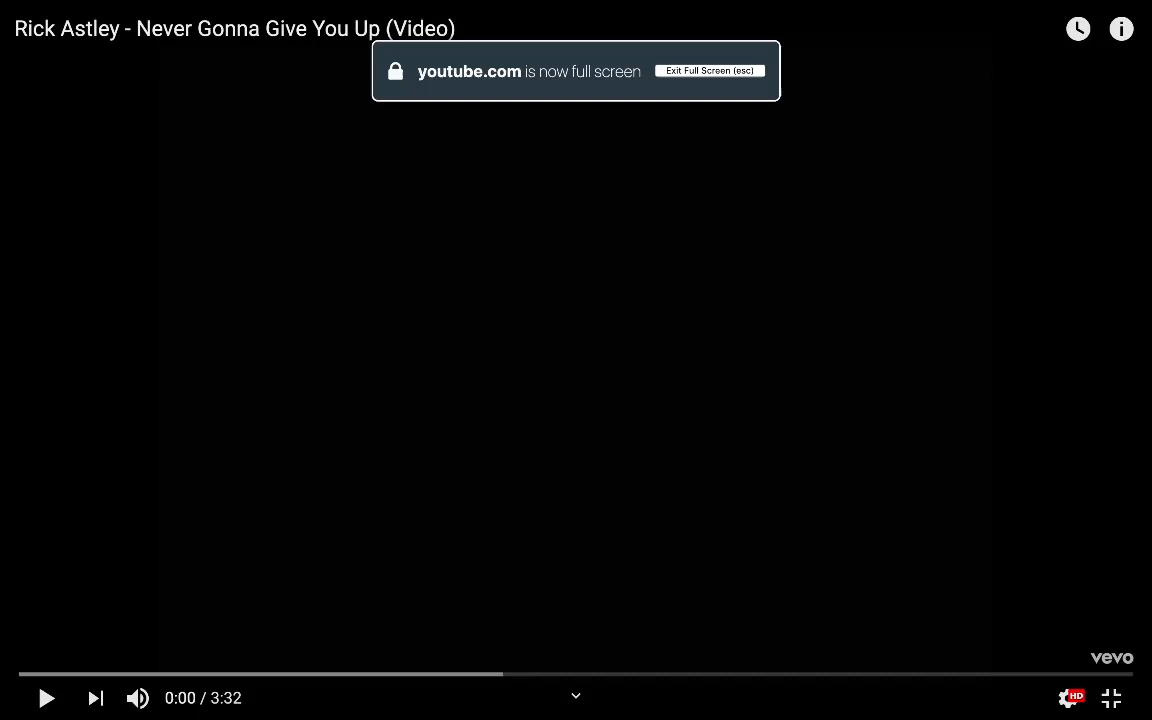 Rick Astley - Never Gonna Give You Up (Video)
youtube.com is now full screen Exit Full Screen (esc)
vevo
0:00 / 3:32
HD